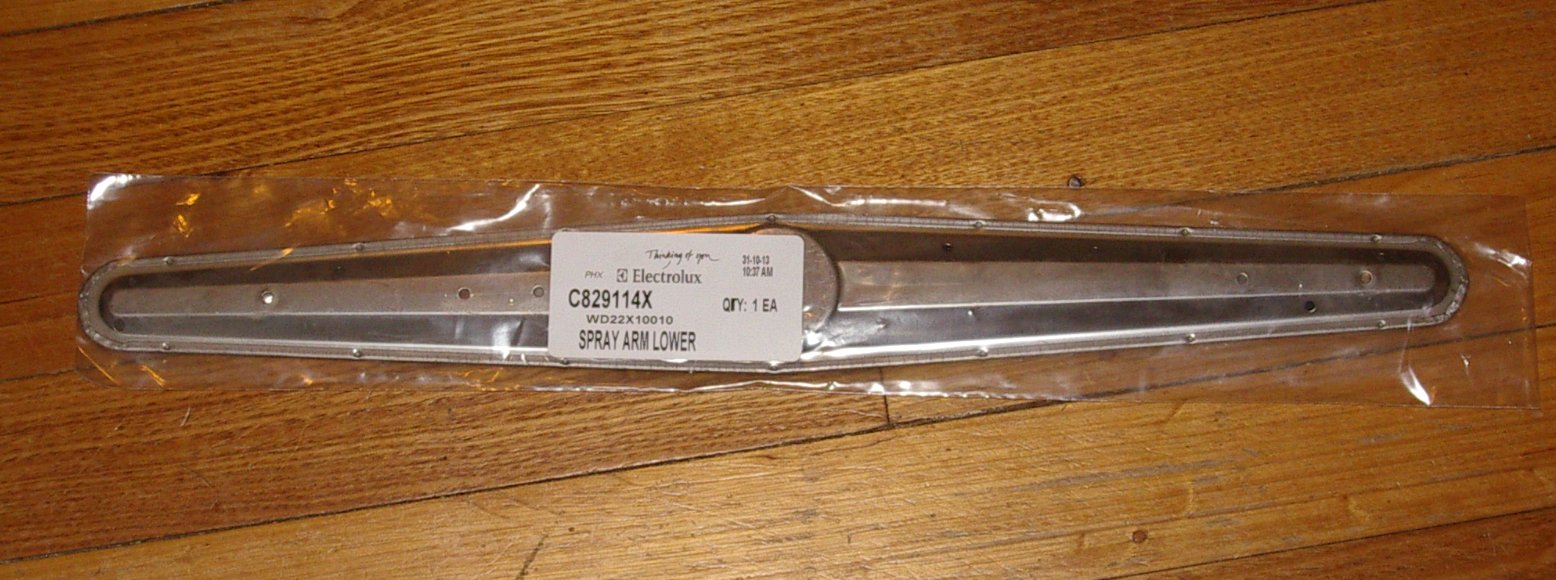 Thinking of you
31-10-13
PHX Electrolux 10:37 AM
C829114X QTY: 1 EA
WD22X10010
SPRAY ARM LOWER